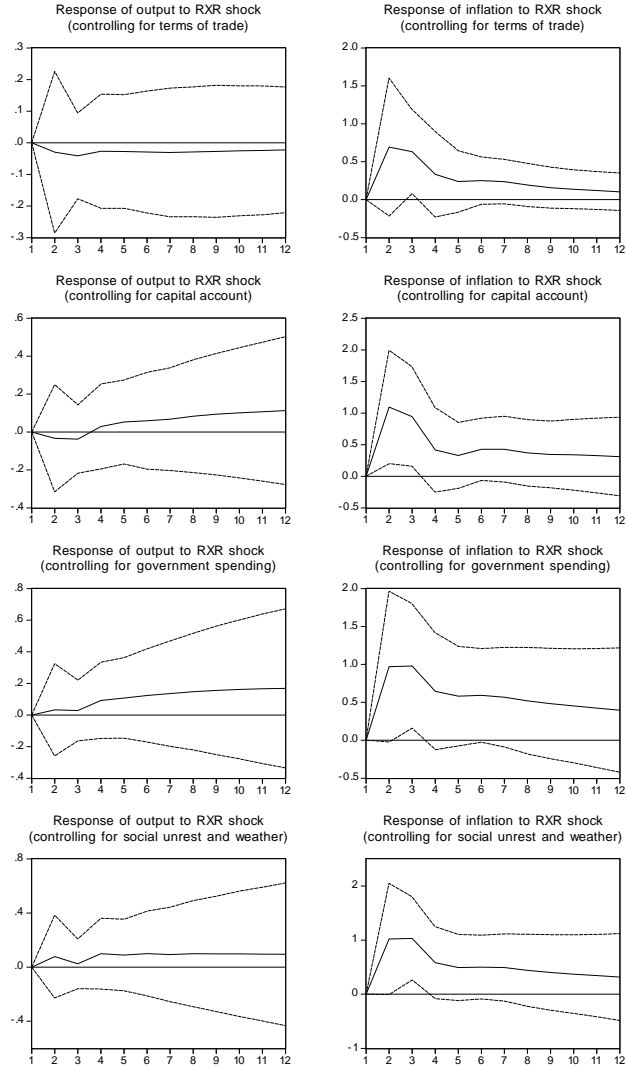 Response of output to RXR shock
(controlling for terms of trade)
.3
.2
.1
.0
-.1
-.2
-.3
1 2 3 4 5 6 7 8 9 10 11 12
Response of inflation to RXR shock
(controlling for terms of trade)
2.0
1.5
1.0
0.5
0.0
-0.5
1 2 3 4 5 6 7 8 9 10 11 12
Response of output to RXR shock
(controlling for capital account)
.6
.4
.2
.0
-.2
-.4
1 2 3 4 5 6 7 8 9 10 11 12
Response of inflation to RXR shock
(controlling for capital account)
2.5
2.0
1.5
1.0
0.5
0.0
-0.5
1 2 3 4 5 6 7 8 9 10 11 12
Response of output to RXR shock
(controlling for government spending)
.8
.6
.4
.2
.0
-.2
-.4
1 2 3 4 5 6 7 8 9 10 11 12
Response of inflation to RXR shock
(controlling for government spending)
2.0
1.5
1.0
0.5
0.0
-0.5
1 2 3 4 5 6 7 8 9 10 11 12
Response of output to RXR shock
(controlling for social unrest and weather)
.8
.4
.0
-.4
1 2 3 4 5 6 7 8 9 10 11 12
Response of inflation to RXR shock
(controlling for social unrest and weather)
2
1
0
-1
1 2 3 4 5 6 7 8 9 10 11 12